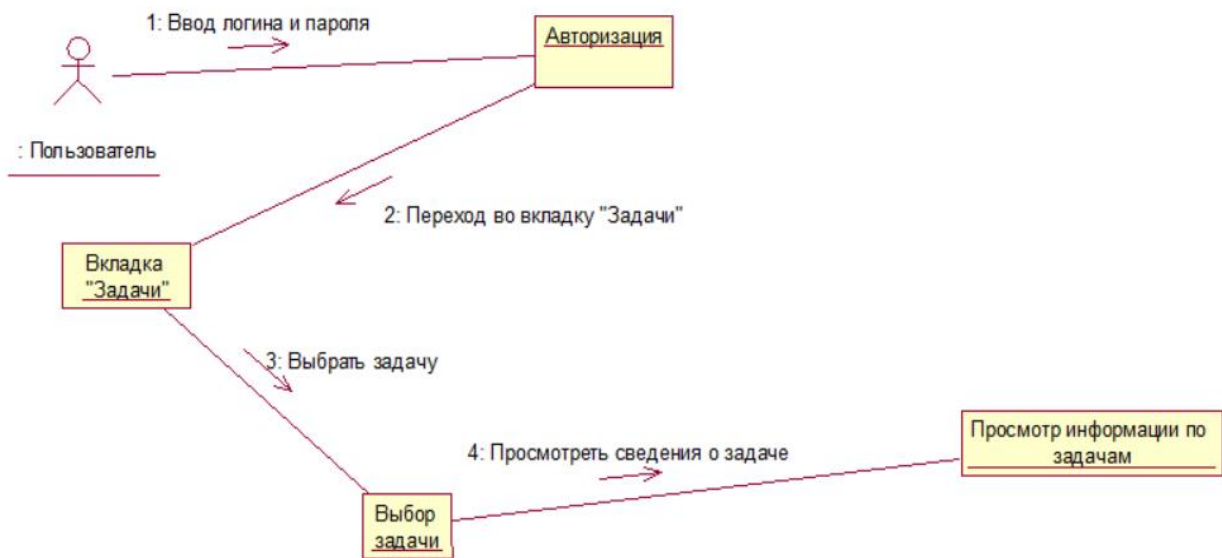 1: Ввод логина и пароля
Авторизация
: Пользователь
2: Переход во вкладку "Задачи"
Вкладка
"Задачи"
3: Выбрать задачу
4: Просмотреть сведения о задаче
Просмотр информации по
задачам
Выбор
задачи